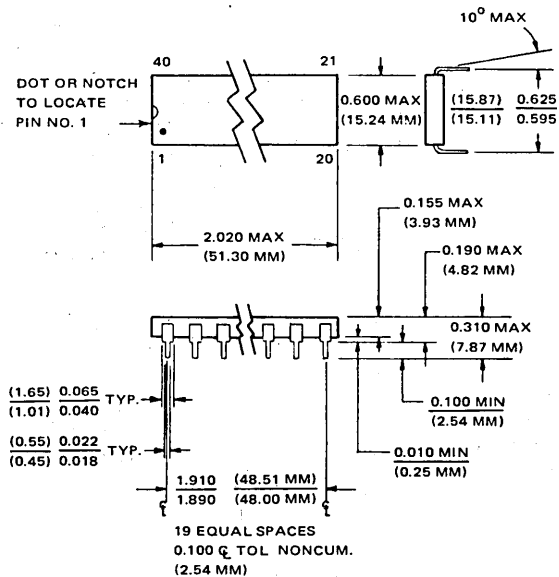 10° MAX
40
21
DOT OR NOTCH
TO LOCATE
PIN NO. 1
0.600 MAX
(15.24 MM)
(15.87)
(15.11)
0.625
0.595
1
20
2.020 MAX
(51.30 MM)
0.155 MAX
(3.93 MM)
0.190 MAX
(4.82 MM)
0.310 MAX
(7.87 MM)
(1.65) 0.065
(1.01) 0.040
TYP.
0.100 MIN
(2.54 MM)
(0.55) 0.022
(0.45) 0.018
TYP.
0.010 MIN
(0.25 MM)
1.910 (48.51 MM)
1.890 (48.00 MM)
℄ ℄
19 EQUAL SPACES
0.100 ℄ TOL NONCUM.
(2.54 MM)